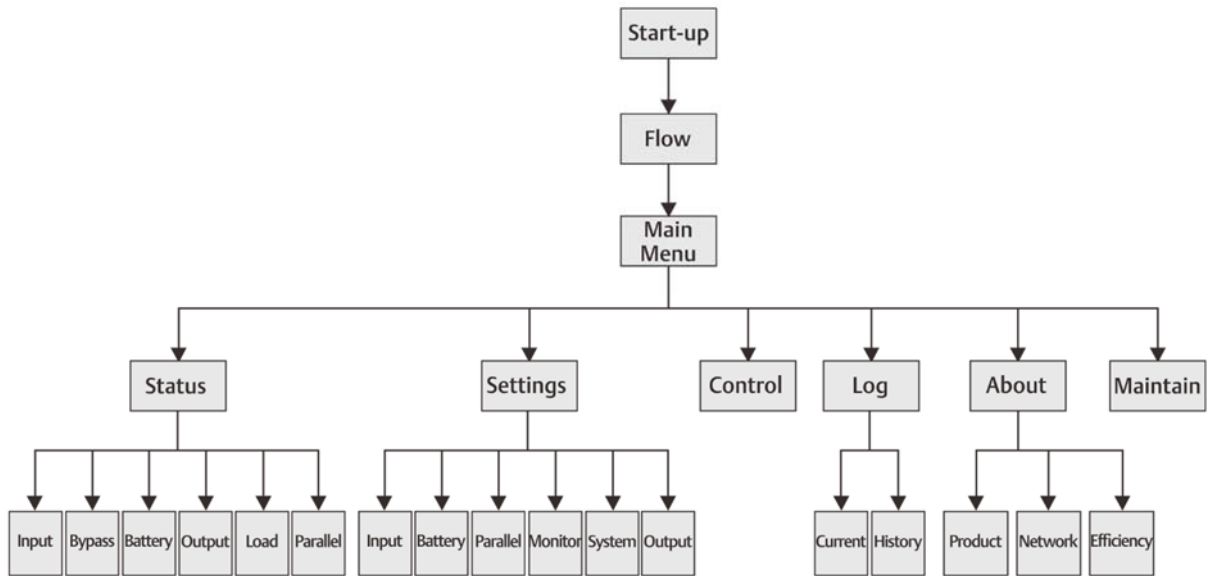 Start-up
Flow
Main
Menu
Status
Settings
Control
Log
About
Maintain
Input
Bypass
Battery
Output
Load
Parallel
Input
Battery
Parallel
Monitor
System
Output
Current
History
Product
Network
Efficiency